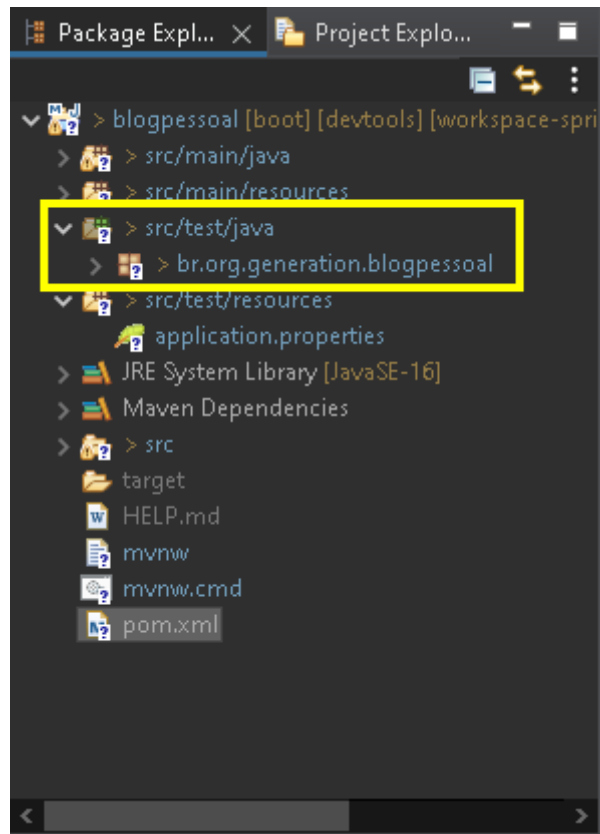 Package Expl... Project Explo...
> blogpessoal [boot] [devtools] [workspace-spri
> src/main/java
> src/main/resources
> src/test/java
> br.org.generation.blogpessoal
> src/test/resources
application.properties
JRE System Library [JavaSE-16]
Maven Dependencies
> src
target
HELP.md
mvnw
mvnw.cmd
pom.xml